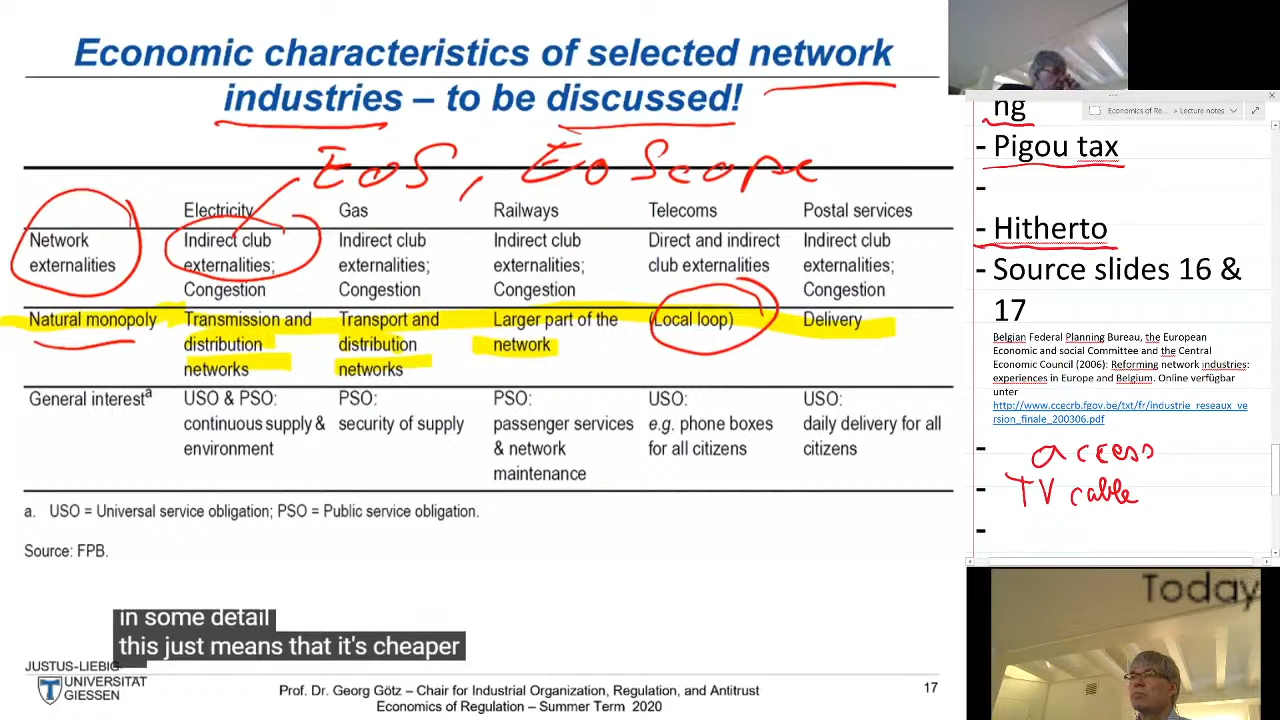 Economic characteristics of selected network
industries – to be discussed!
EoS, EoScope
Electricity Gas Railways Telecoms Postal services
Network Indirect club Indirect club Indirect club Direct and indirect Indirect club
externalities externalities; externalities; externalities; club externalities externalities;
Congestion Congestion Congestion Congestion
Natural monopoly Transmission and Transport and Larger part of the (Local loop) Delivery
distribution distribution network
networks networks
General interest a USO & PSO: PSO: PSO: USO: USO:
continuous supply & security of supply passenger services e.g. phone boxes daily delivery for all
environment & network for all citizens citizens
maintenance
a. USO = Universal service obligation; PSO = Public service obligation.
Source: FPB.
in some detail
this just means that it's cheaper
JUSTUS-LIEBIG-
UNIVERSITAT
GIESSEN
Prof. Dr. Georg Götz – Chair for Industrial Organization, Regulation, and Antitrust
Economics of Regulation – Summer Term 2020
17
Economics of Re... > Lecture notes
ng
- Pigou tax
-
- Hitherto
- Source slides 16 &
17
Belgian Federal Planning Bureau, the European
Economic and social Committee and the Central
Economic Council (2006): Reforming network industries:
experiences in Europe and Belgium. Online verfügbar
unter
http://www.ccecrb.fgov.be/txt/fr/industrie_reseaux_ve
rsion_finale_200306.pdf
- access
- TV cable
-
Today